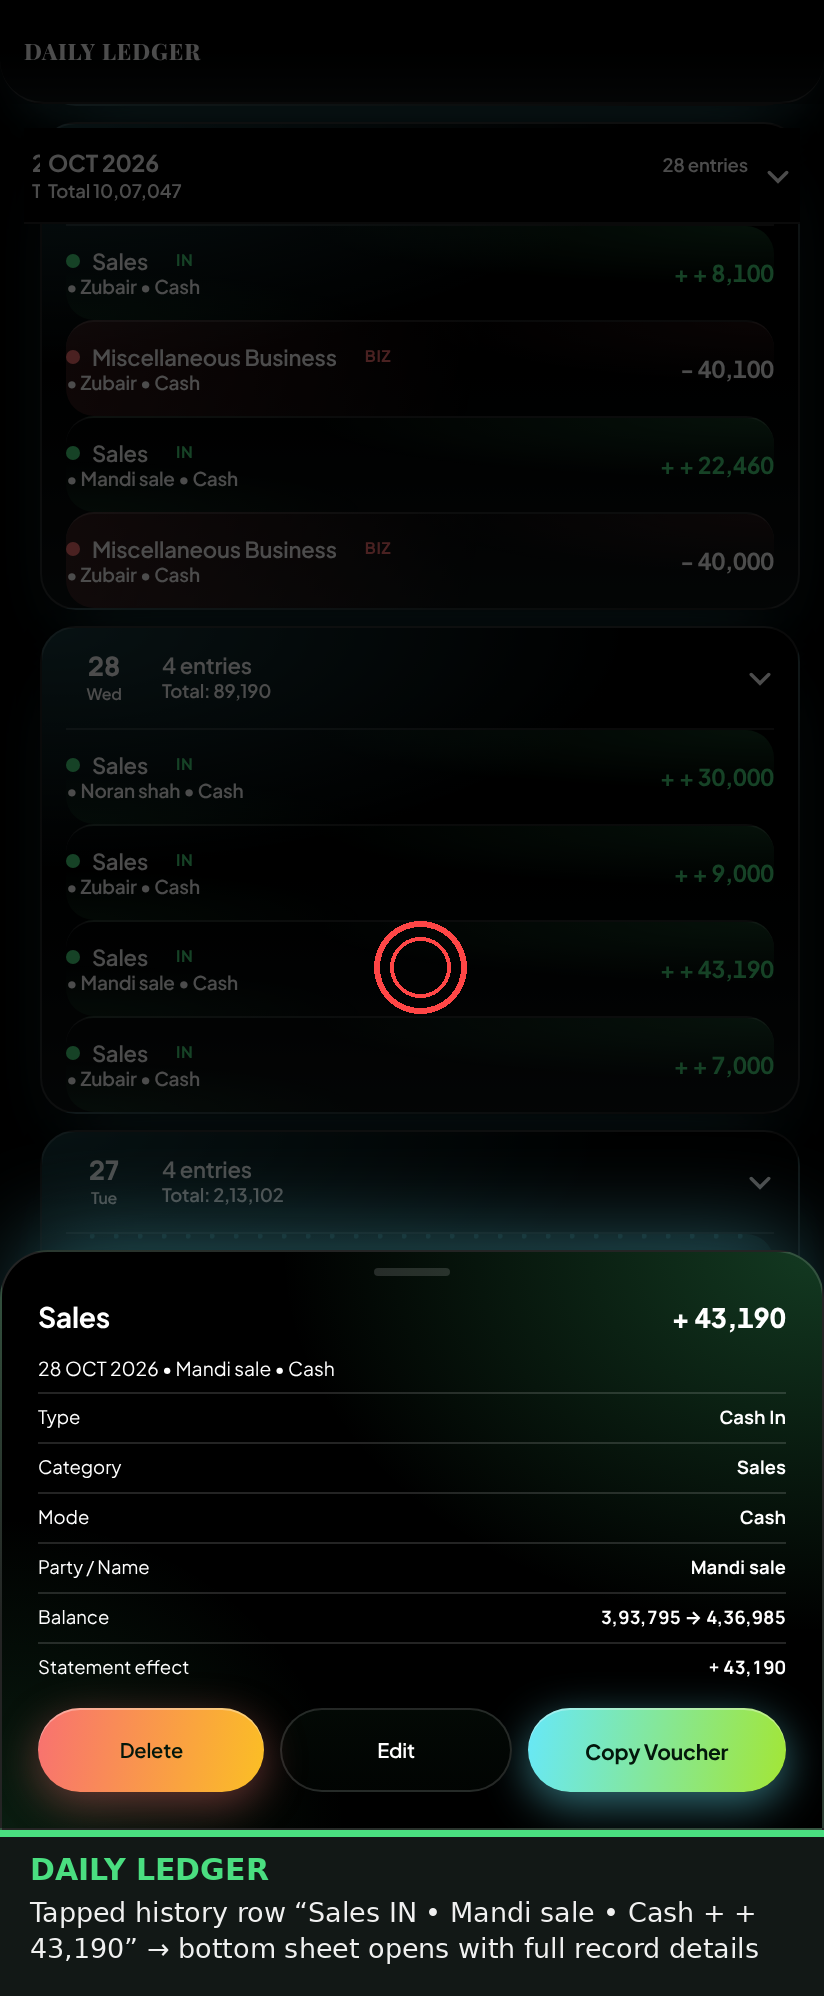 DAILY LEDGER
2 OCT 2026
28 entries
T Total 10,07,047
Sales IN
• Zubair • Cash
+ + 8,100
Miscellaneous Business BIZ
• Zubair • Cash
- 40,100
Sales IN
• Mandi sale • Cash
+ + 22,460
Miscellaneous Business BIZ
• Zubair • Cash
- 40,000
28
Wed
4 entries
Total: 89,190
Sales IN
• Noran shah • Cash
+ + 30,000
Sales IN
• Zubair • Cash
+ + 9,000
Sales IN
• Mandi sale • Cash
+ + 43,190
Sales IN
• Zubair • Cash
+ + 7,000
27
Tue
4 entries
Total: 2,13,102
Sales
+ 43,190
28 OCT 2026 • Mandi sale • Cash
Type Cash In
Category Sales
Mode Cash
Party / Name Mandi sale
Balance 3,93,795 → 4,36,985
Statement effect + 43,190
Delete Edit Copy Voucher
DAILY LEDGER
Tapped history row “Sales IN • Mandi sale • Cash + +
43,190” → bottom sheet opens with full record details